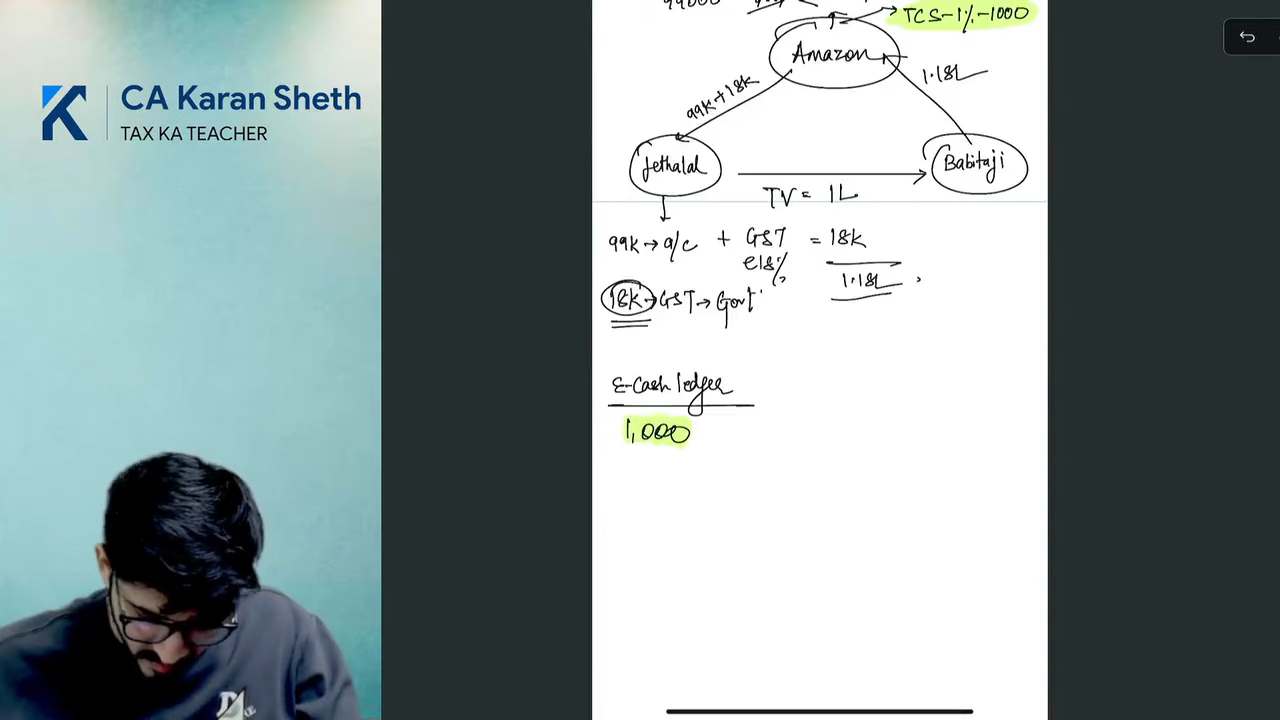 CA Karan Sheth
TAX KA TEACHER
99000
TCS-1%-1000
Amazon
99K+18K
1.18L
Jethalal
Babitaji
TV = 1L
99K → a/c + GST = 18K
@18%
1.18L
18K → GST → Govt
E-Cash ledger
1,000